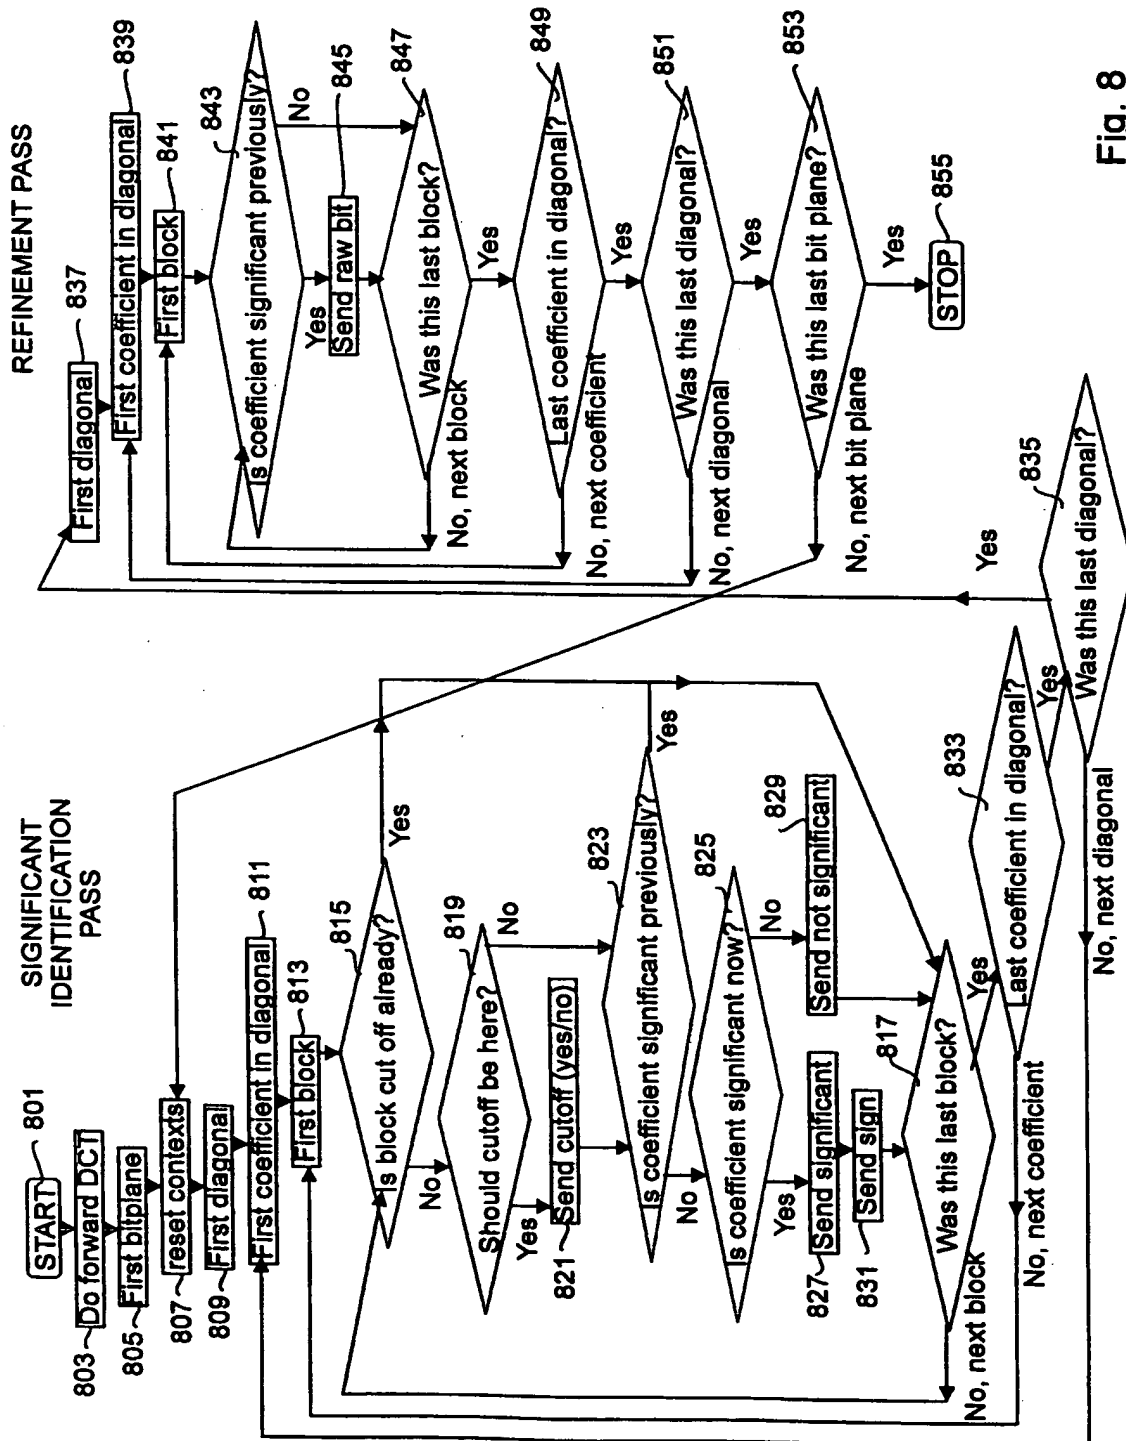 SIGNIFICANT
IDENTIFICATION
PASS
START
801
Do forward DCT
803
First bitplane
805
reset contexts
807
First diagonal
809
First coefficient in diagonal
811
First block
813
Is block cut off already?
815
Yes
No
Should cutoff be here?
819
No
Yes
Send cutoff (yes/no)
821
Is coefficient significant previously?
823
Yes
No
Is coefficient significant now?
825
No
Yes
Send significant
827
Send not significant
829
Send sign
831
Was this last block?
817
Yes
No, next block
Last coefficient in diagonal?
833
Yes
No, next coefficient
Was this last diagonal?
835
Yes
No, next diagonal
REFINEMENT PASS
First diagonal
837
First coefficient in diagonal
839
First block
841
Is coefficient significant previously?
843
No
Yes
Send raw bit
845
Was this last block?
847
Yes
No, next block
Last coefficient in diagonal?
849
Yes
No, next coefficient
Was this last diagonal?
851
Yes
No, next diagonal
Was this last bit plane?
853
Yes
No, next bit plane
STOP
855
Fig. 8